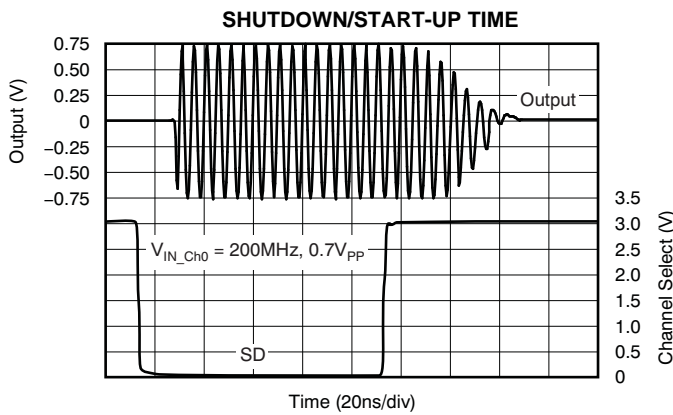 SHUTDOWN/START-UP TIME
0.75
0.50
0.25
0
−0.25
−0.50
−0.75
Output (V)
Output
3.5
3.0
2.5
2.0
1.5
1.0
0.5
0
Channel Select (V)
VIN_Ch0 = 200MHz, 0.7VPP
SD
Time (20ns/div)